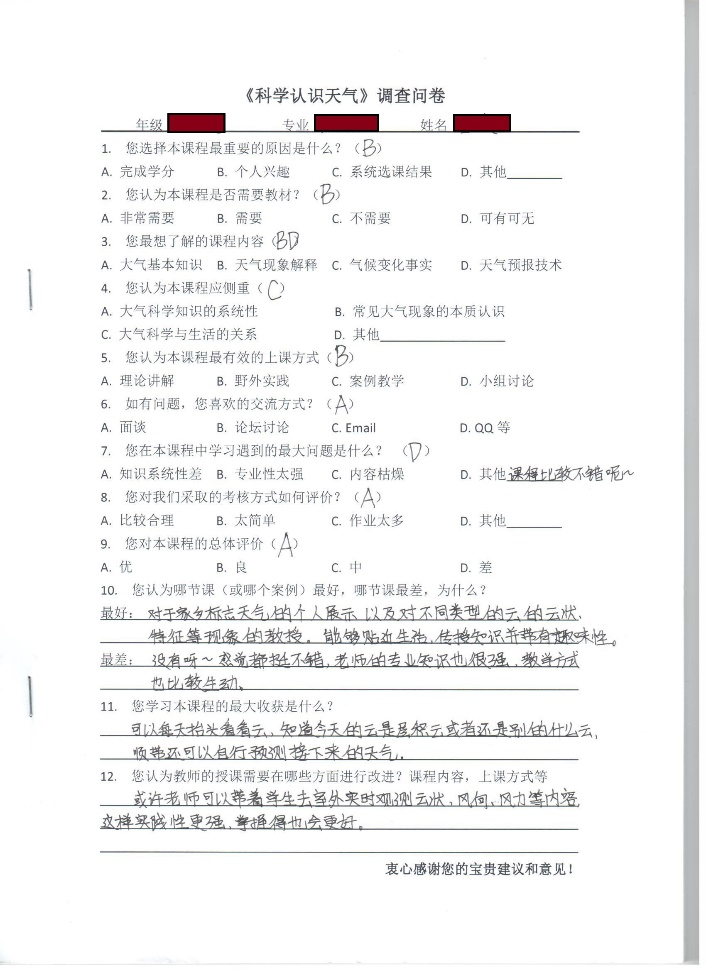 《科学认识天气》调查问卷
年级 专业 姓名
1. 您选择本课程最重要的原因是什么?(B)
A. 完成学分 B. 个人兴趣 C. 系统选课结果 D. 其他________
2. 您认为本课程是否需要教材?(B)
A. 非常需要 B. 需要 C. 不需要 D. 可有可无
3. 您最想了解的课程内容(BD)
A. 大气基本知识 B. 天气现象解释 C. 气候变化事实 D. 天气预报技术
4. 您认为本课程应侧重(C)
A. 大气科学知识的系统性 B. 常见大气现象的本质认识
C. 大气科学与生活的关系 D. 其他________
5. 您认为本课程最有效的上课方式(B)
A. 理论讲解 B. 野外实践 C. 案例教学 D. 小组讨论
6. 如有问题,您喜欢的交流方式?(A)
A. 面谈 B. 论坛讨论 C. Email D. QQ 等
7. 您在本课程中学习遇到的最大问题是什么? (D)
A. 知识系统性差 B. 专业性太强 C. 内容枯燥 D. 其他 课程比较不错呢~
8. 您对我们采取的考核方式如何评价?(A)
A. 比较合理 B. 太简单 C. 作业太多 D. 其他________
9. 您对本课程的总体评价(A)
A. 优 B. 良 C. 中 D. 差
10. 您认为哪节课(或哪个案例)最好,哪节课最差,为什么?
最好: 对于家乡标志天气的个人展示以及对不同类型的云的云状、
特征等现象的教授。能够贴近生活,传授知识并带有趣味性。
最差: 没有呀~感觉都挺不错,老师的专业知识也很强,教学方式
也比较生动、
11. 您学习本课程的最大收获是什么?
可以每天抬头看看云,知道今天的云是层积云或者还是别的什么云,
顺带还可以自行预测接下来的天气.
12. 您认为教师的授课需要在哪些方面进行改进?课程内容,上课方式等
或许老师可以带着学生去室外实时观测云状、风向、风力等内容
这样实践性更强,掌握得也会更好。
衷心感谢您的宝贵建议和意见!